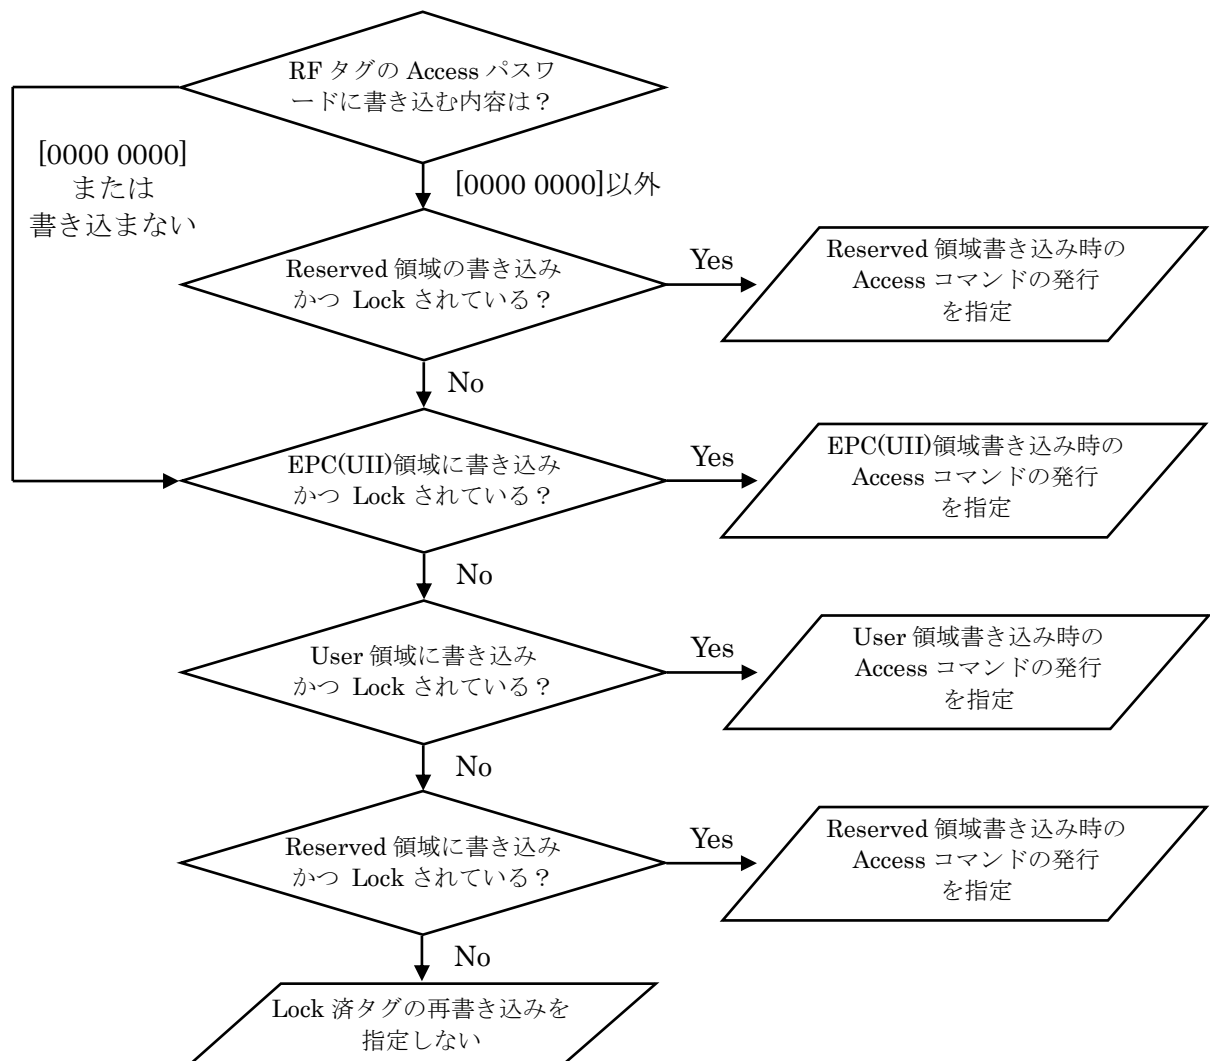 RF タグの Access パスワ
ードに書き込む内容は？
[0000 0000]
または
書き込まない
[0000 0000]以外
Reserved 領域の書き込み
かつ Lock されている？
Yes
Reserved 領域書き込み時の
Access コマンドの発行
を指定
No
EPC(UII)領域に書き込み
かつ Lock されている？
Yes
EPC(UII)領域書き込み時の
Access コマンドの発行
を指定
No
User 領域に書き込み
かつ Lock されている？
Yes
User 領域書き込み時の
Access コマンドの発行
を指定
No
Reserved 領域に書き込み
かつ Lock されている？
Yes
Reserved 領域書き込み時の
Access コマンドの発行
を指定
No
Lock 済タグの再書き込みを
指定しない